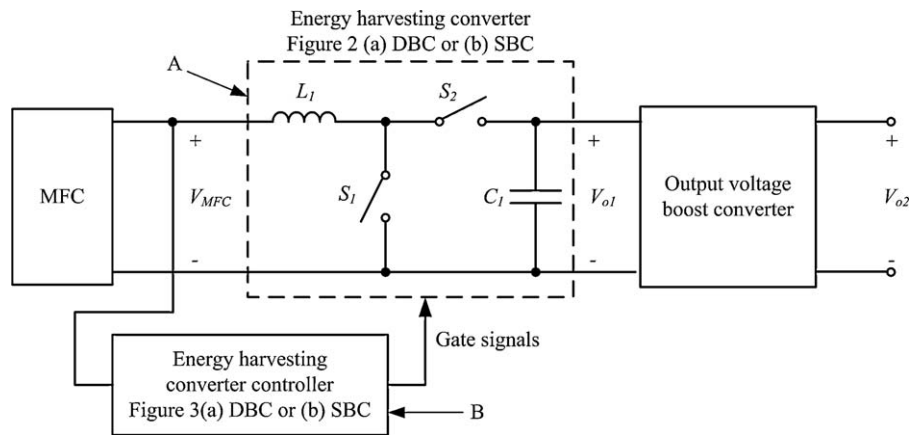 Energy harvesting converter
Figure 2 (a) DBC or (b) SBC
A
L1
S2
+
+
+
MFC
VMFC
S1
C1
Vo1
Output voltage
boost converter
Vo2
-
-
-
Gate signals
Energy harvesting
converter controller
Figure 3(a) DBC or (b) SBC
B